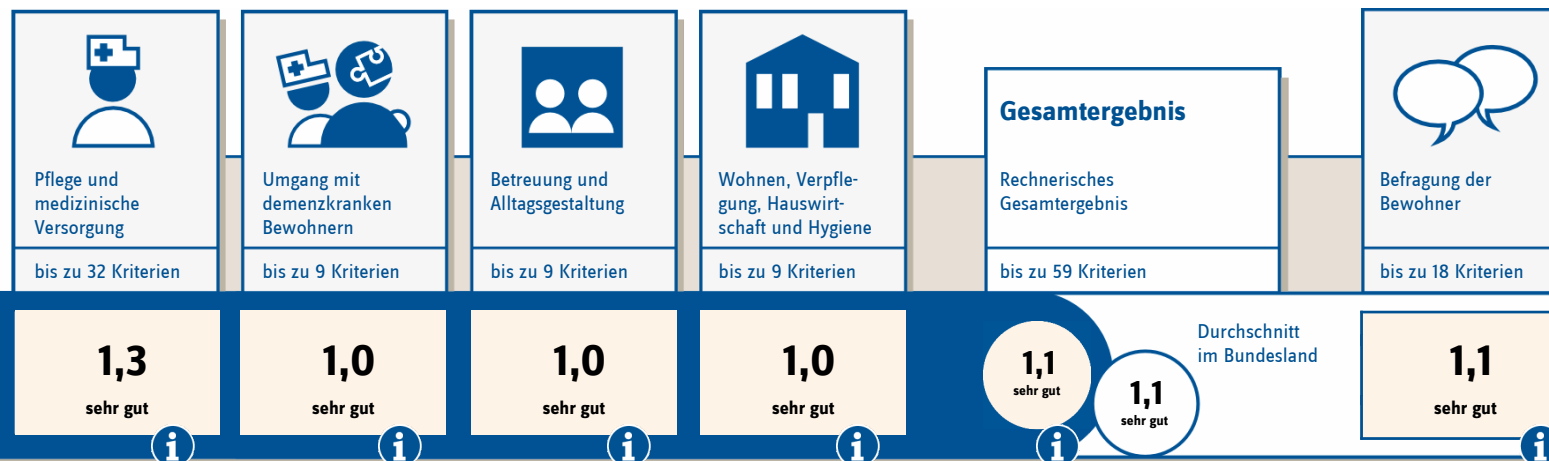 Pflege und
medizinische
Versorgung
bis zu 32 Kriterien
1,3
sehr gut
i
Umgang mit
demenzkranken
Bewohnern
bis zu 9 Kriterien
1,0
sehr gut
i
Betreuung und
Alltagsgestaltung
bis zu 9 Kriterien
1,0
sehr gut
i
Wohnen, Verpfle-
gung, Hauswirt-
schaft und Hygiene
bis zu 9 Kriterien
1,0
sehr gut
i
Gesamtergebnis
Rechnerisches
Gesamtergebnis
bis zu 59 Kriterien
1,1
sehr gut
i
1,1
sehr gut
Durchschnitt
im Bundesland
Befragung der
Bewohner
bis zu 18 Kriterien
1,1
sehr gut
i